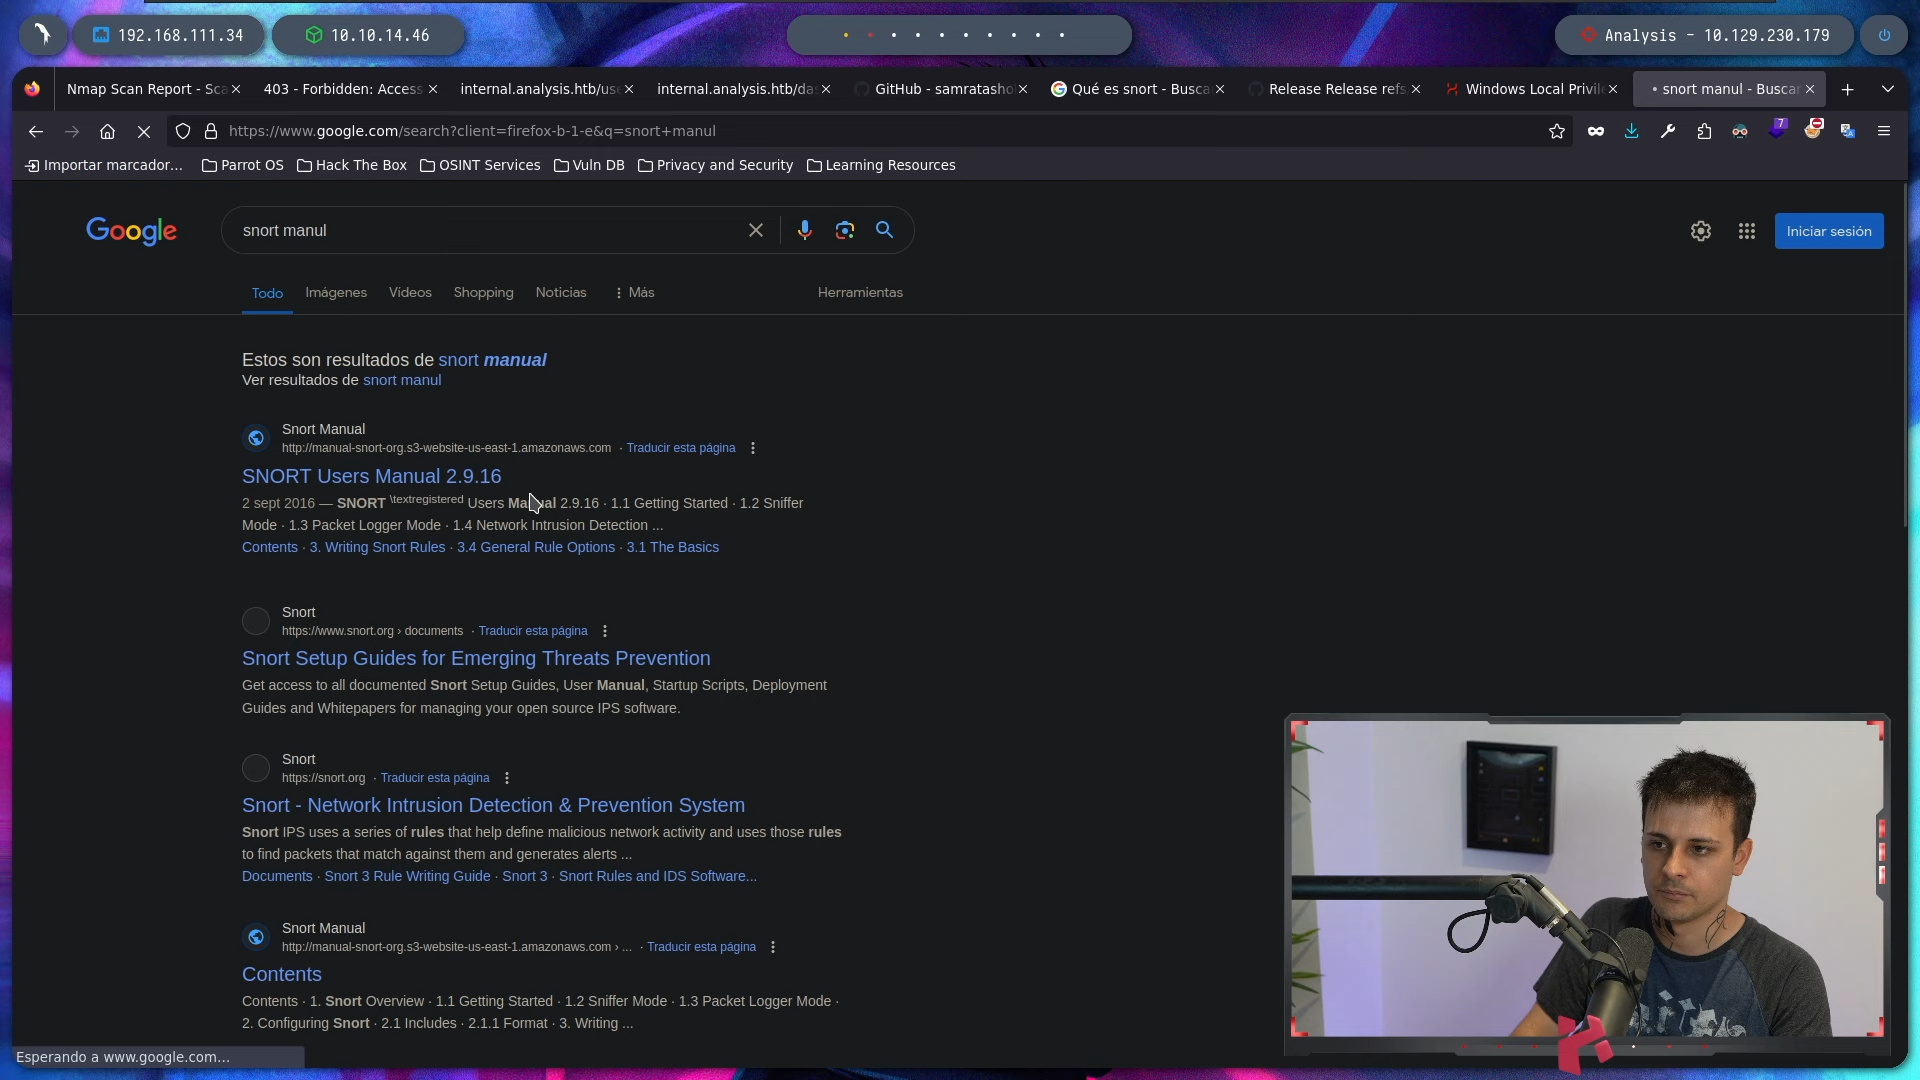 192.168.111.34
10.10.14.46
Analysis - 10.129.230.179
Nmap Scan Report - Sca
403 - Forbidden: Access
internal.analysis.htb/use
internal.analysis.htb/da
GitHub - samratasho
Qué es snort - Busca
Release Release refs
Windows Local Privile
snort manul - Buscar
https://www.google.com/search?client=firefox-b-1-e&q=snort+manul
7
Importar marcador...
Parrot OS
Hack The Box
OSINT Services
Vuln DB
Privacy and Security
Learning Resources
Google
snort manul
Iniciar sesión
Todo
Imágenes
Vídeos
Shopping
Noticias
Más
Herramientas
Estos son resultados de snort manual
Ver resultados de snort manul
Snort Manual
http://manual-snort-org.s3-website-us-east-1.amazonaws.com · Traducir esta página
SNORT Users Manual 2.9.16
2 sept 2016 — SNORT \textregistered Users Manual 2.9.16 · 1.1 Getting Started · 1.2 Sniffer
Mode · 1.3 Packet Logger Mode · 1.4 Network Intrusion Detection ...
Contents · 3. Writing Snort Rules · 3.4 General Rule Options · 3.1 The Basics
Snort
https://www.snort.org › documents · Traducir esta página
Snort Setup Guides for Emerging Threats Prevention
Get access to all documented Snort Setup Guides, User Manual, Startup Scripts, Deployment
Guides and Whitepapers for managing your open source IPS software.
Snort
https://snort.org · Traducir esta página
Snort - Network Intrusion Detection & Prevention System
Snort IPS uses a series of rules that help define malicious network activity and uses those rules
to find packets that match against them and generates alerts ...
Documents · Snort 3 Rule Writing Guide · Snort 3 · Snort Rules and IDS Software...
Snort Manual
http://manual-snort-org.s3-website-us-east-1.amazonaws.com › ... · Traducir esta página
Contents
Contents · 1. Snort Overview · 1.1 Getting Started · 1.2 Sniffer Mode · 1.3 Packet Logger Mode ·
2. Configuring Snort · 2.1 Includes · 2.1.1 Format · 3. Writing ...
Esperando a www.google.com...